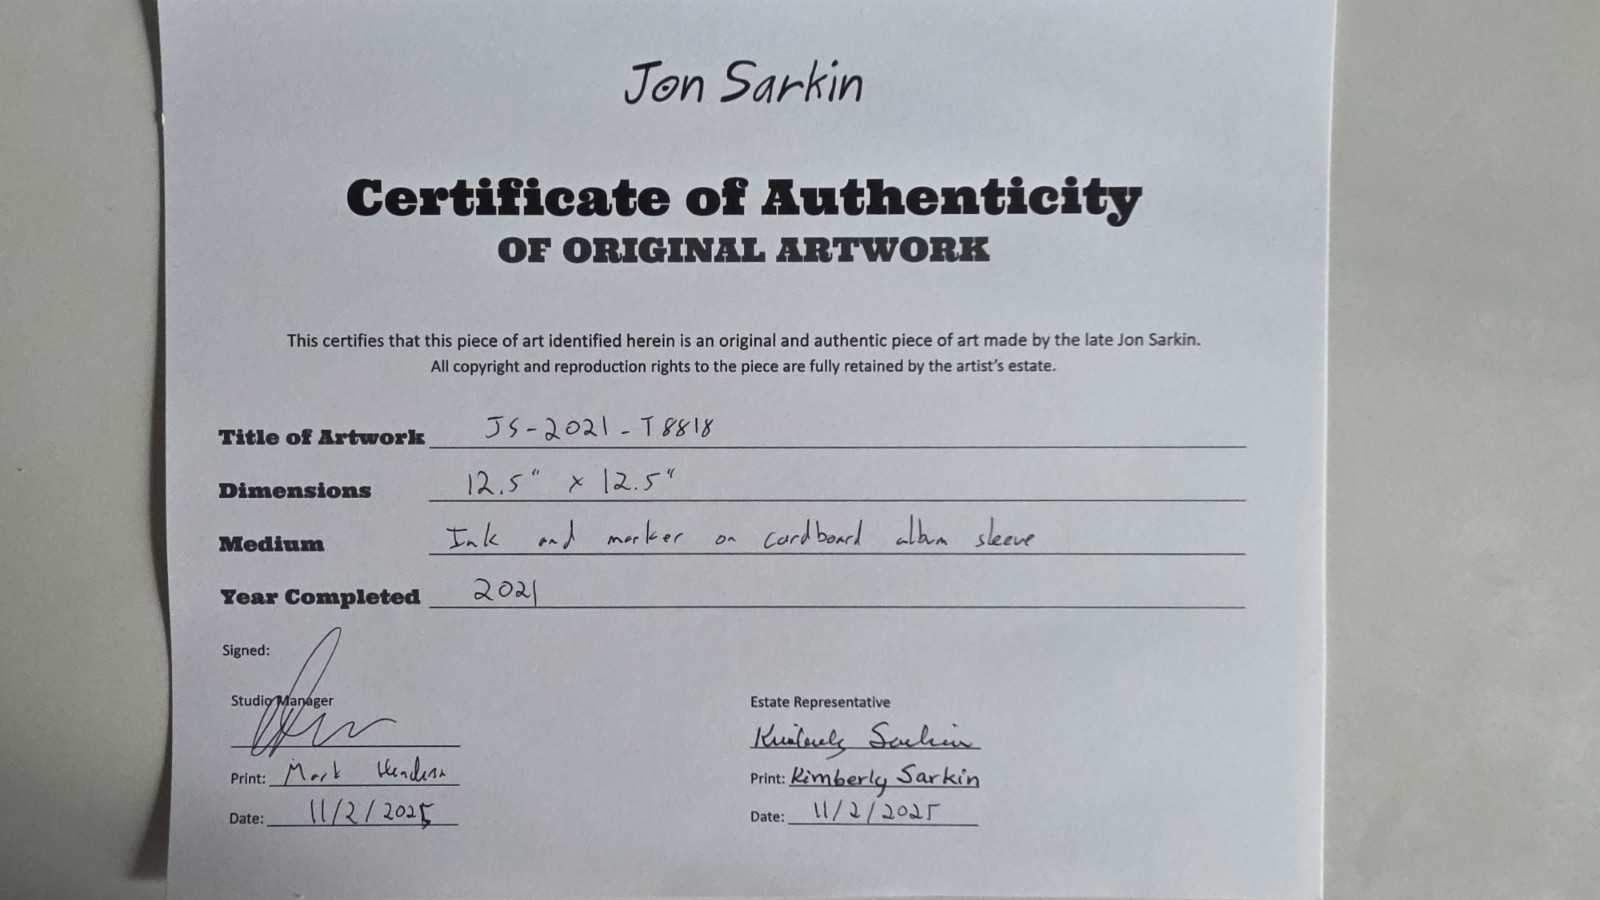 Jon Sarkin
Certificate of Authenticity
OF ORIGINAL ARTWORK
This certifies that this piece of art identified herein is an original and authentic piece of art made by the late Jon Sarkin.
All copyright and reproduction rights to the piece are fully retained by the artist's estate.
Title of Artwork JS-2021-T8818
Dimensions 12.5" x 12.5"
Medium Ink and marker on cardboard album sleeve
Year Completed 2021
Signed:
Studio Manager
Print: Mark
Date: 11/2/2025
Estate Representative
Kimberly Sarkin
Print: Kimberly Sarkin
Date: 11/2/2025